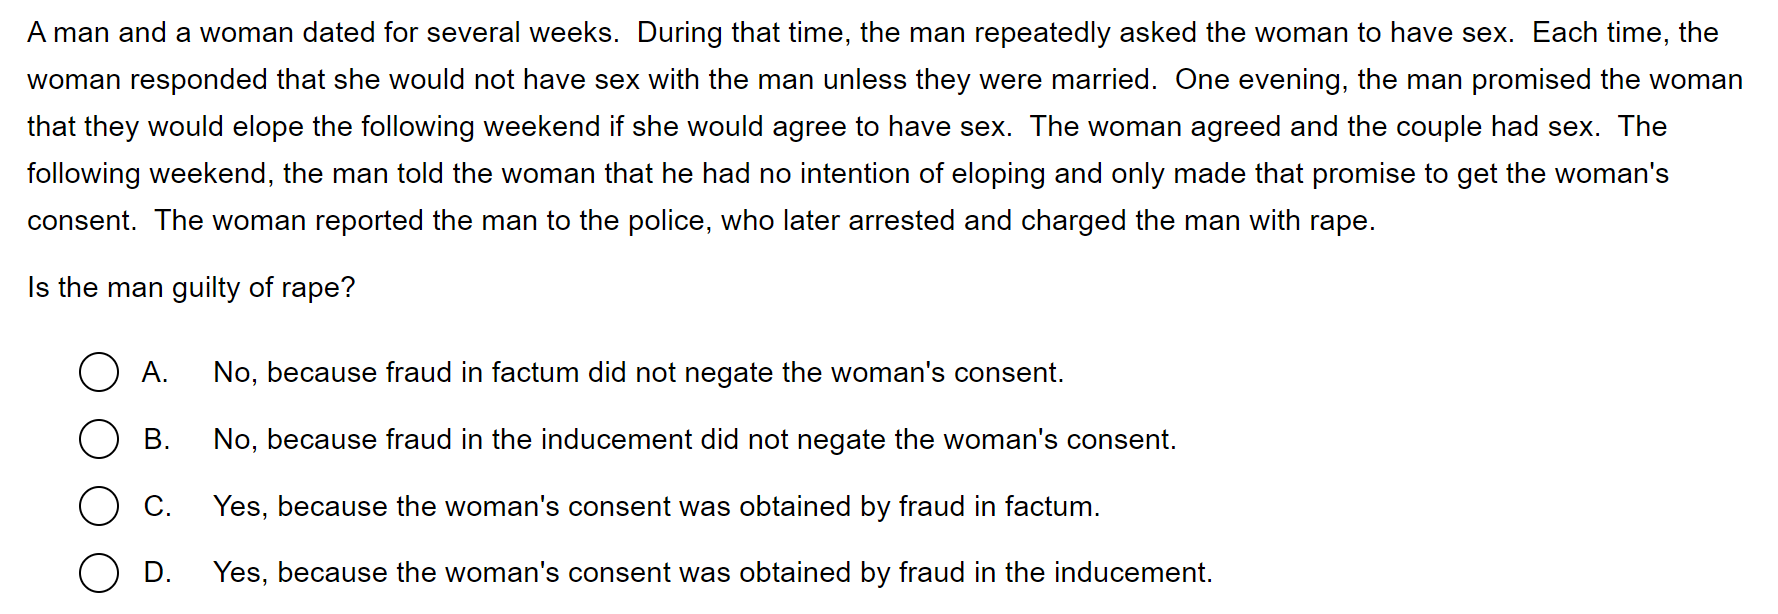 A man and a woman dated for several weeks.  During that time, the man repeatedly asked the woman to have sex.  Each time, the
woman responded that she would not have sex with the man unless they were married.  One evening, the man promised the woman
that they would elope the following weekend if she would agree to have sex.  The woman agreed and the couple had sex.  The
following weekend, the man told the woman that he had no intention of eloping and only made that promise to get the woman's
consent.  The woman reported the man to the police, who later arrested and charged the man with rape.
Is the man guilty of rape?
A. No, because fraud in factum did not negate the woman's consent.
B. No, because fraud in the inducement did not negate the woman's consent.
C. Yes, because the woman's consent was obtained by fraud in factum.
D. Yes, because the woman's consent was obtained by fraud in the inducement.